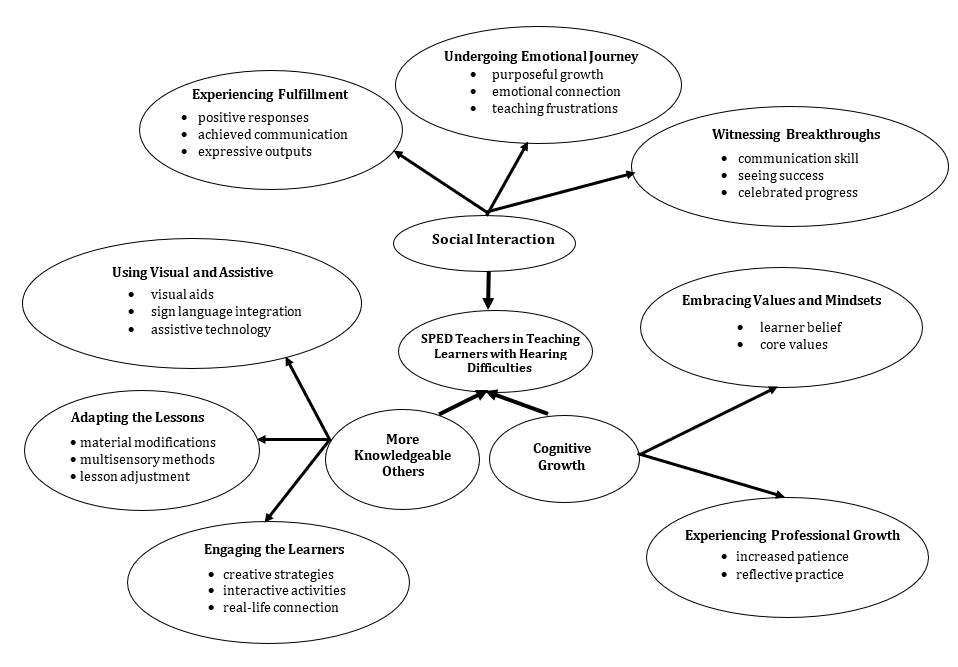 Undergoing Emotional Journey
• purposeful growth
• emotional connection
• teaching frustrations
Experiencing Fulfillment
• positive responses
• achieved communication
• expressive outputs
Witnessing Breakthroughs
• communication skill
• seeing success
• celebrated progress
Social Interaction
Using Visual and Assistive
• visual aids
• sign language integration
• assistive technology
Embracing Values and Mindsets
• learner belief
• core values
SPED Teachers in Teaching
Learners with Hearing
Difficulties
Adapting the Lessons
• material modifications
• multisensory methods
• lesson adjustment
More
Knowledgeable
Others
Cognitive
Growth
Engaging the Learners
• creative strategies
• interactive activities
• real-life connection
Experiencing Professional Growth
• increased patience
• reflective practice